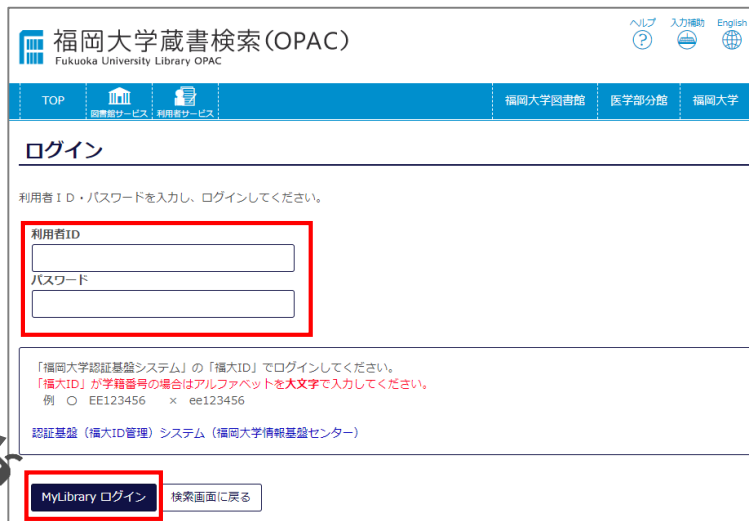 ヘルプ 入力補助 English
福岡大学蔵書検索(OPAC)
Fukuoka University Library OPAC
TOP 図書館サービス 利用者サービス 福岡大学図書館 医学部分館 福岡大学
ログイン
利用者ＩＤ・パスワードを入力し、ログインしてください。
利用者ID
パスワード
「福岡大学認証基盤システム」の「福大ID」でログインしてください。
「福大ID」が学籍番号の場合はアルファベットを大文字で入力してください。
例 ○ EE123456 × ee123456
認証基盤（福大ID管理）システム（福岡大学情報基盤センター）
MyLibrary ログイン 検索画面に戻る